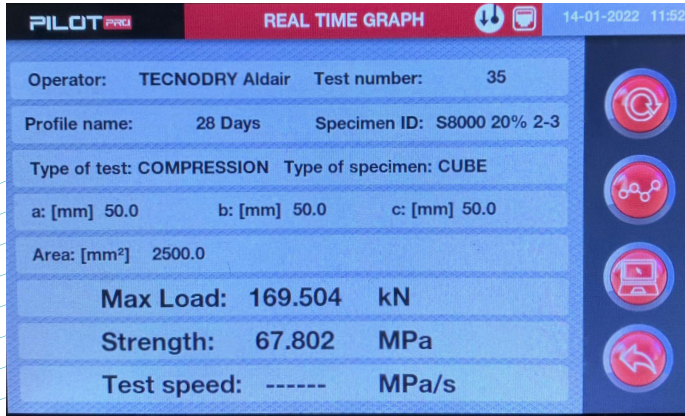 PILOT PRO REAL TIME GRAPH 14-01-2022 11:52
Operator: TECNODRY Aldair Test number: 35
Profile name: 28 Days Specimen ID: S8000 20% 2-3
Type of test: COMPRESSION Type of specimen: CUBE
a: [mm] 50.0 b: [mm] 50.0 c: [mm] 50.0
Area: [mm²] 2500.0
Max Load: 169.504 kN
Strength: 67.802 MPa
Test speed: ------ MPa/s